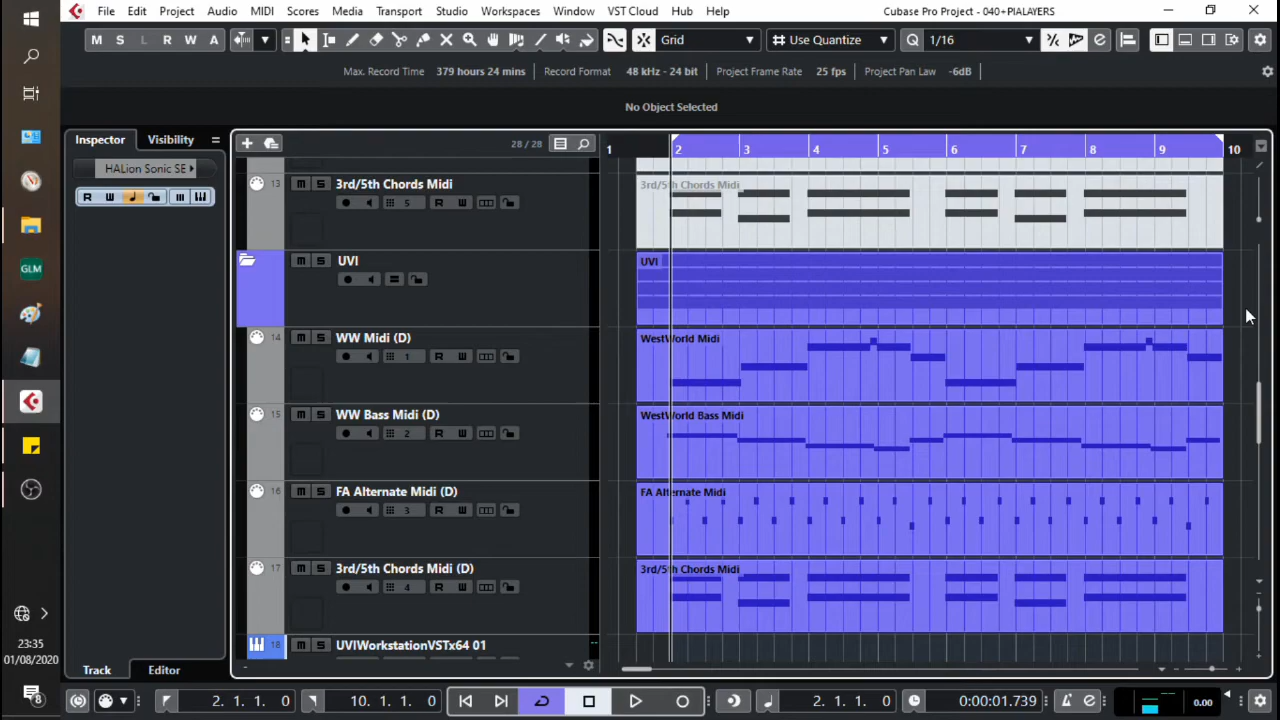 File Edit Project Audio MIDI Scores Media Transport Studio Workspaces Window VST Cloud Hub Help Cubase Pro Project - 040+PIALAYERS
M S L R W A Grid Use Quantize Q 1/16
Max. Record Time 379 hours 24 mins Record Format 48 kHz - 24 bit Project Frame Rate 25 fps Project Pan Law -6dB
No Object Selected
Inspector Visibility 28 / 28 1 2 3 4 5 6 7 8 9 10
HALion Sonic SE
R W
13 m S 3rd/5th Chords Midi 3rd/5th Chords Midi
5 R W
m S UVI UVI
14 m S WW Midi (D) WestWorld Midi
1 R W
15 m S WW Bass Midi (D) WestWorld Bass Midi
2 R W
16 m S FA Alternate Midi (D) FA Alternate Midi
3 R W
17 m S 3rd/5th Chords Midi (D) 3rd/5th Chords Midi
4 R W
18 m S UVIWorkstationVSTx64 01
Track Editor
2. 1. 1. 0 10. 1. 1. 0 2. 1. 1. 0 0:00:01.739 0.00
GLM
23:35
01/08/2020
8